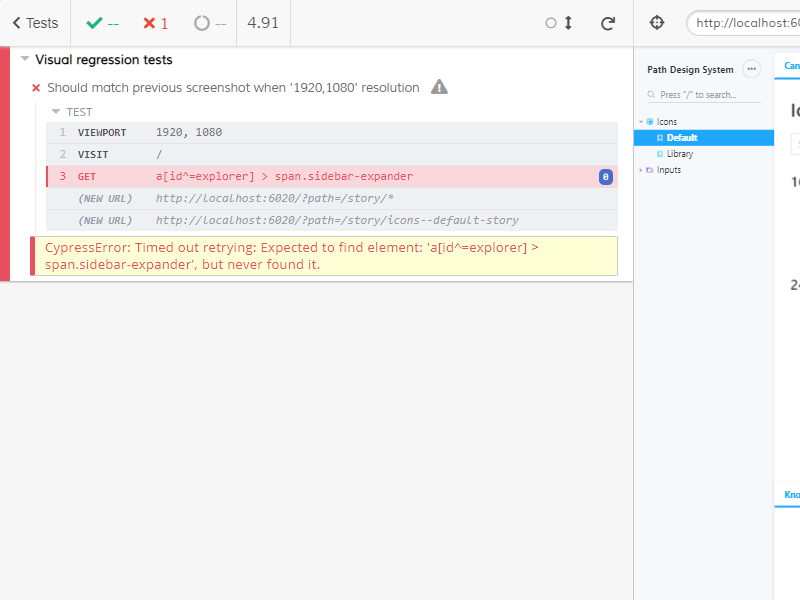 Tests
--
1
--
4.91
http://localhost:60
Visual regression tests
Should match previous screenshot when '1920,1080' resolution
TEST
1 VIEWPORT 1920, 1080
2 VISIT /
3 GET a[id^=explorer] > span.sidebar-expander 0
(NEW URL) http://localhost:6020/?path=/story/*
(NEW URL) http://localhost:6020/?path=/story/icons--default-story
CypressError: Timed out retrying: Expected to find element: 'a[id^=explorer] >
span.sidebar-expander', but never found it.
Path Design System
Press "/" to search...
Icons
Default
Library
Inputs
Can
Ic
16
24
Kno